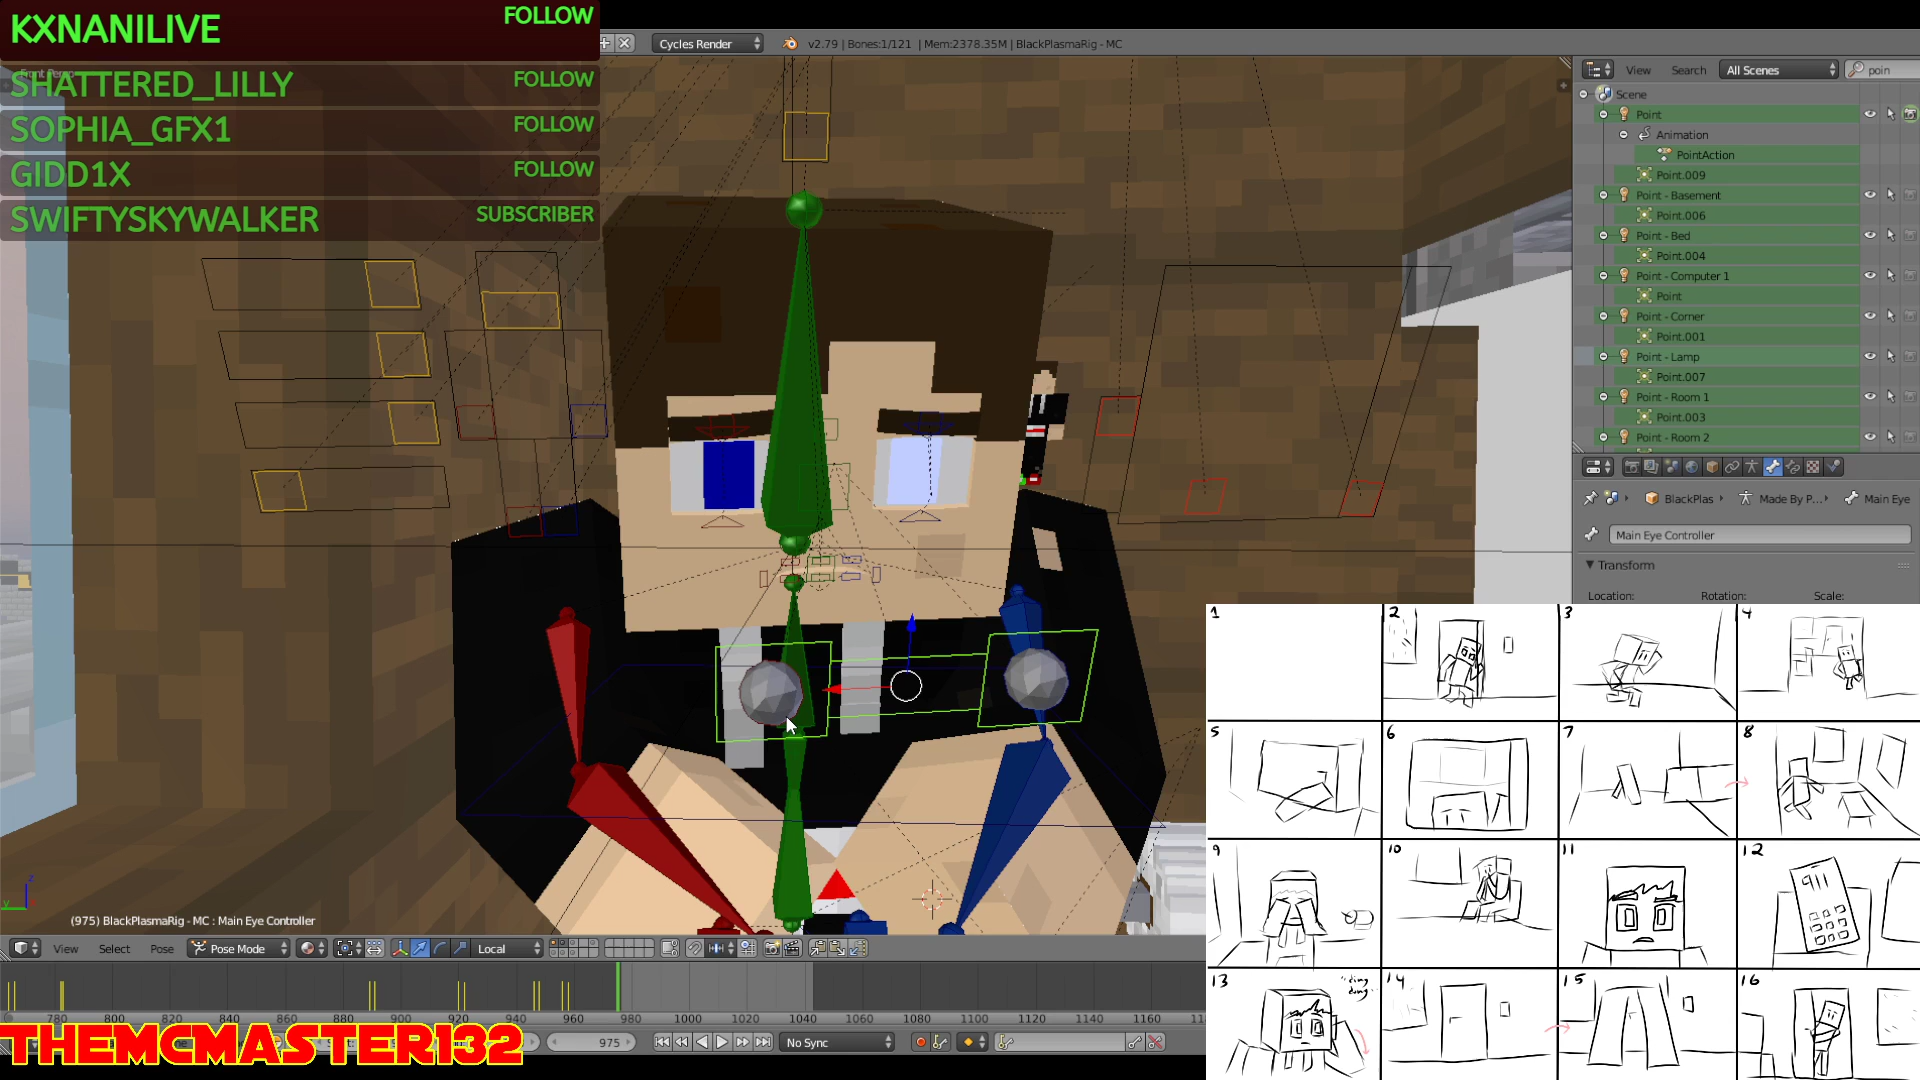 KXNANILIVE FOLLOW
SHATTERED_LILLY FOLLOW
SOPHIA_GFX1 FOLLOW
GIDD1X FOLLOW
SWIFTYSKYWALKER SUBSCRIBER
Cycles Render
v2.79 | Bones:1/121 | Mem:2378.35M | BlackPlasmaRig - MC
View Search All Scenes poin
Scene
Point
Animation
PointAction
Point.009
Point - Basement
Point.006
Point - Bed
Point.004
Point - Computer 1
Point
Point - Corner
Point.001
Point - Lamp
Point.007
Point - Room 1
Point.003
Point - Room 2
BlackPlas Made By P... Main Eye
Main Eye Controller
Transform
Location: Rotation: Scale:
1 2 3 4
5 6 7 8
9 10 11 12
911
13 14 15 16
"ding dong"
z
y
(975) BlackPlasmaRig - MC : Main Eye Controller
View Select Pose Pose Mode Local
780 800 820 840 860 880 900 920 940 960 980 1000 1020 1040 1060 1080 1100 1120 1140 1160
975 No Sync
THEMCMASTER132